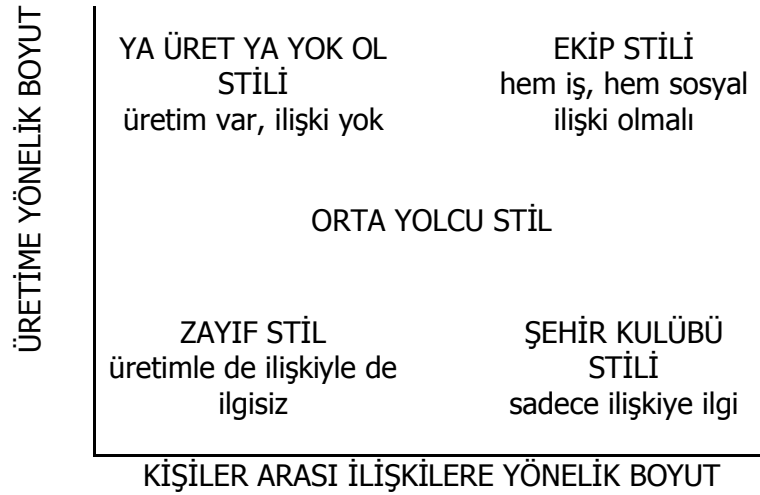 ÜRETİME YÖNELİK BOYUT
YA ÜRET YA YOK OL
STİLİ
üretim var, ilişki yok
EKİP STİLİ
hem iş, hem sosyal
ilişki olmalı
ORTA YOLCU STİL
ZAYIF STİL
üretimle de ilişkiyle de
ilgisiz
ŞEHİR KULÜBÜ
STİLİ
sadece ilişkiye ilgi
KİŞİLER ARASI İLİŞKİLERE YÖNELİK BOYUT